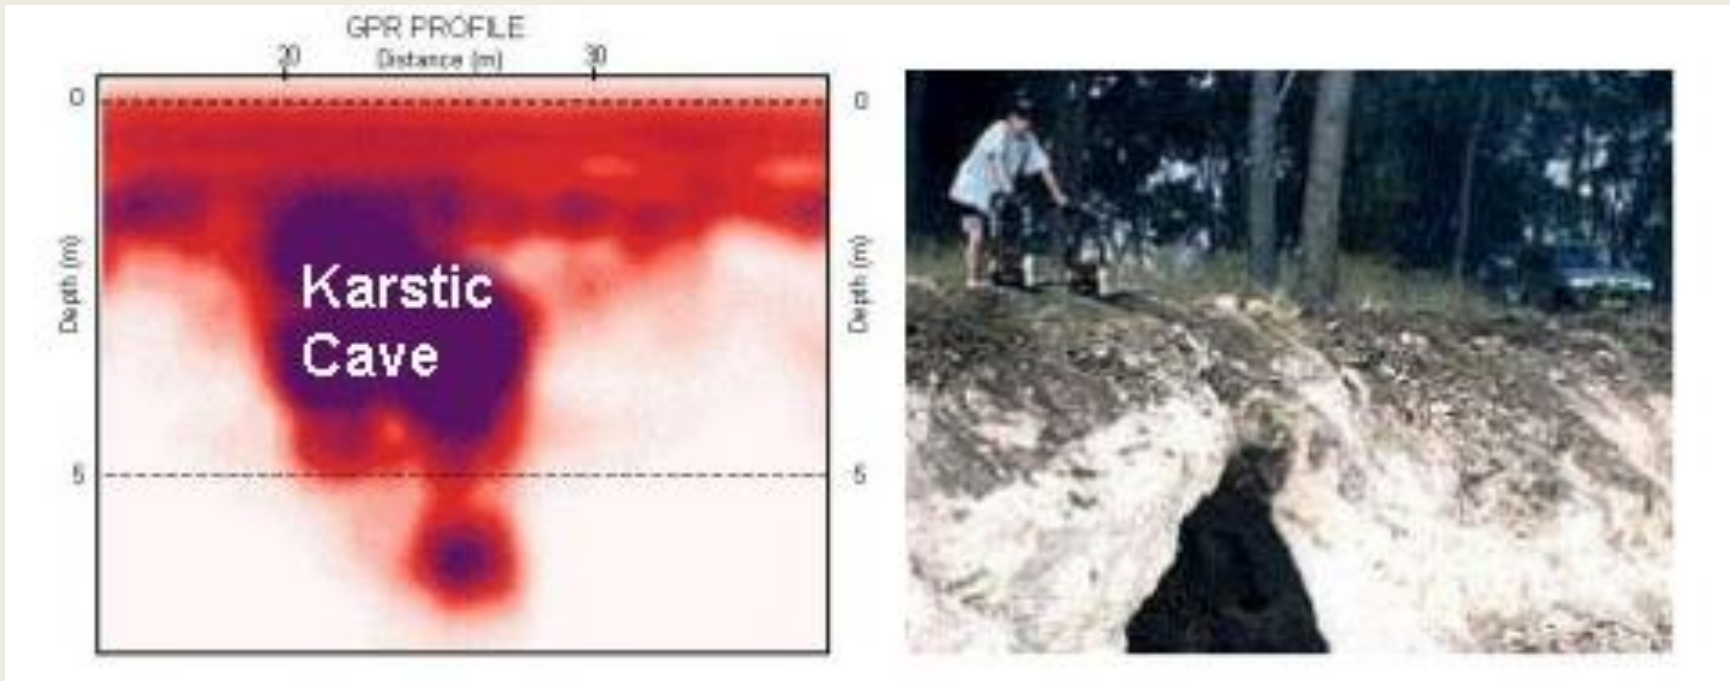 GPR PROFILE
Distance (m)
20
30
0
0
Karstic
Cave
Depth (m)
Depth (m)
5
5